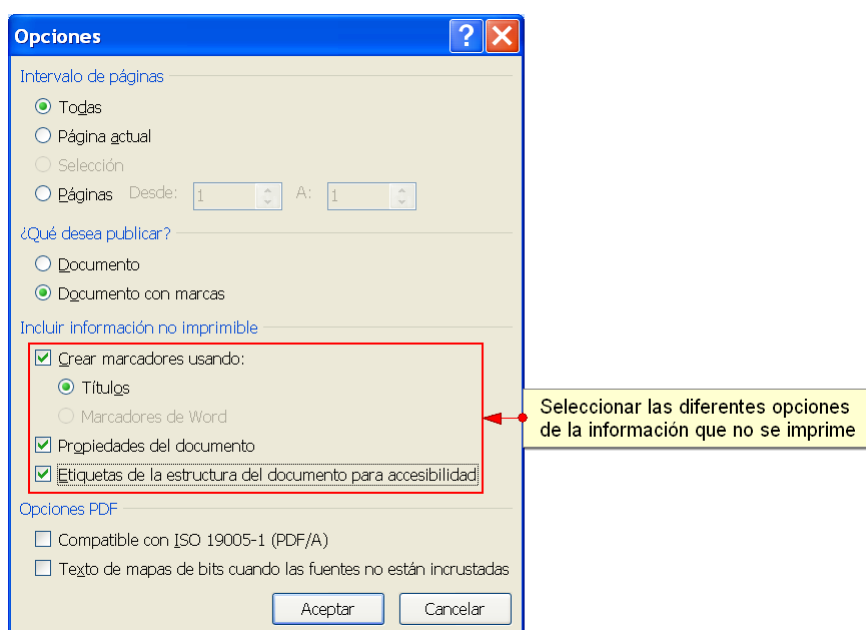 Opciones
Intervalo de páginas
Todas
Página actual
Selección
Páginas Desde: 1 A: 1
¿Qué desea publicar?
Documento
Documento con marcas
Incluir información no imprimible
Crear marcadores usando:
Títulos
Marcadores de Word
Propiedades del documento
Etiquetas de la estructura del documento para accesibilidad
Seleccionar las diferentes opciones
de la información que no se imprime
Opciones PDF
Compatible con ISO 19005-1 (PDF/A)
Texto de mapas de bits cuando las fuentes no están incrustadas
Aceptar Cancelar